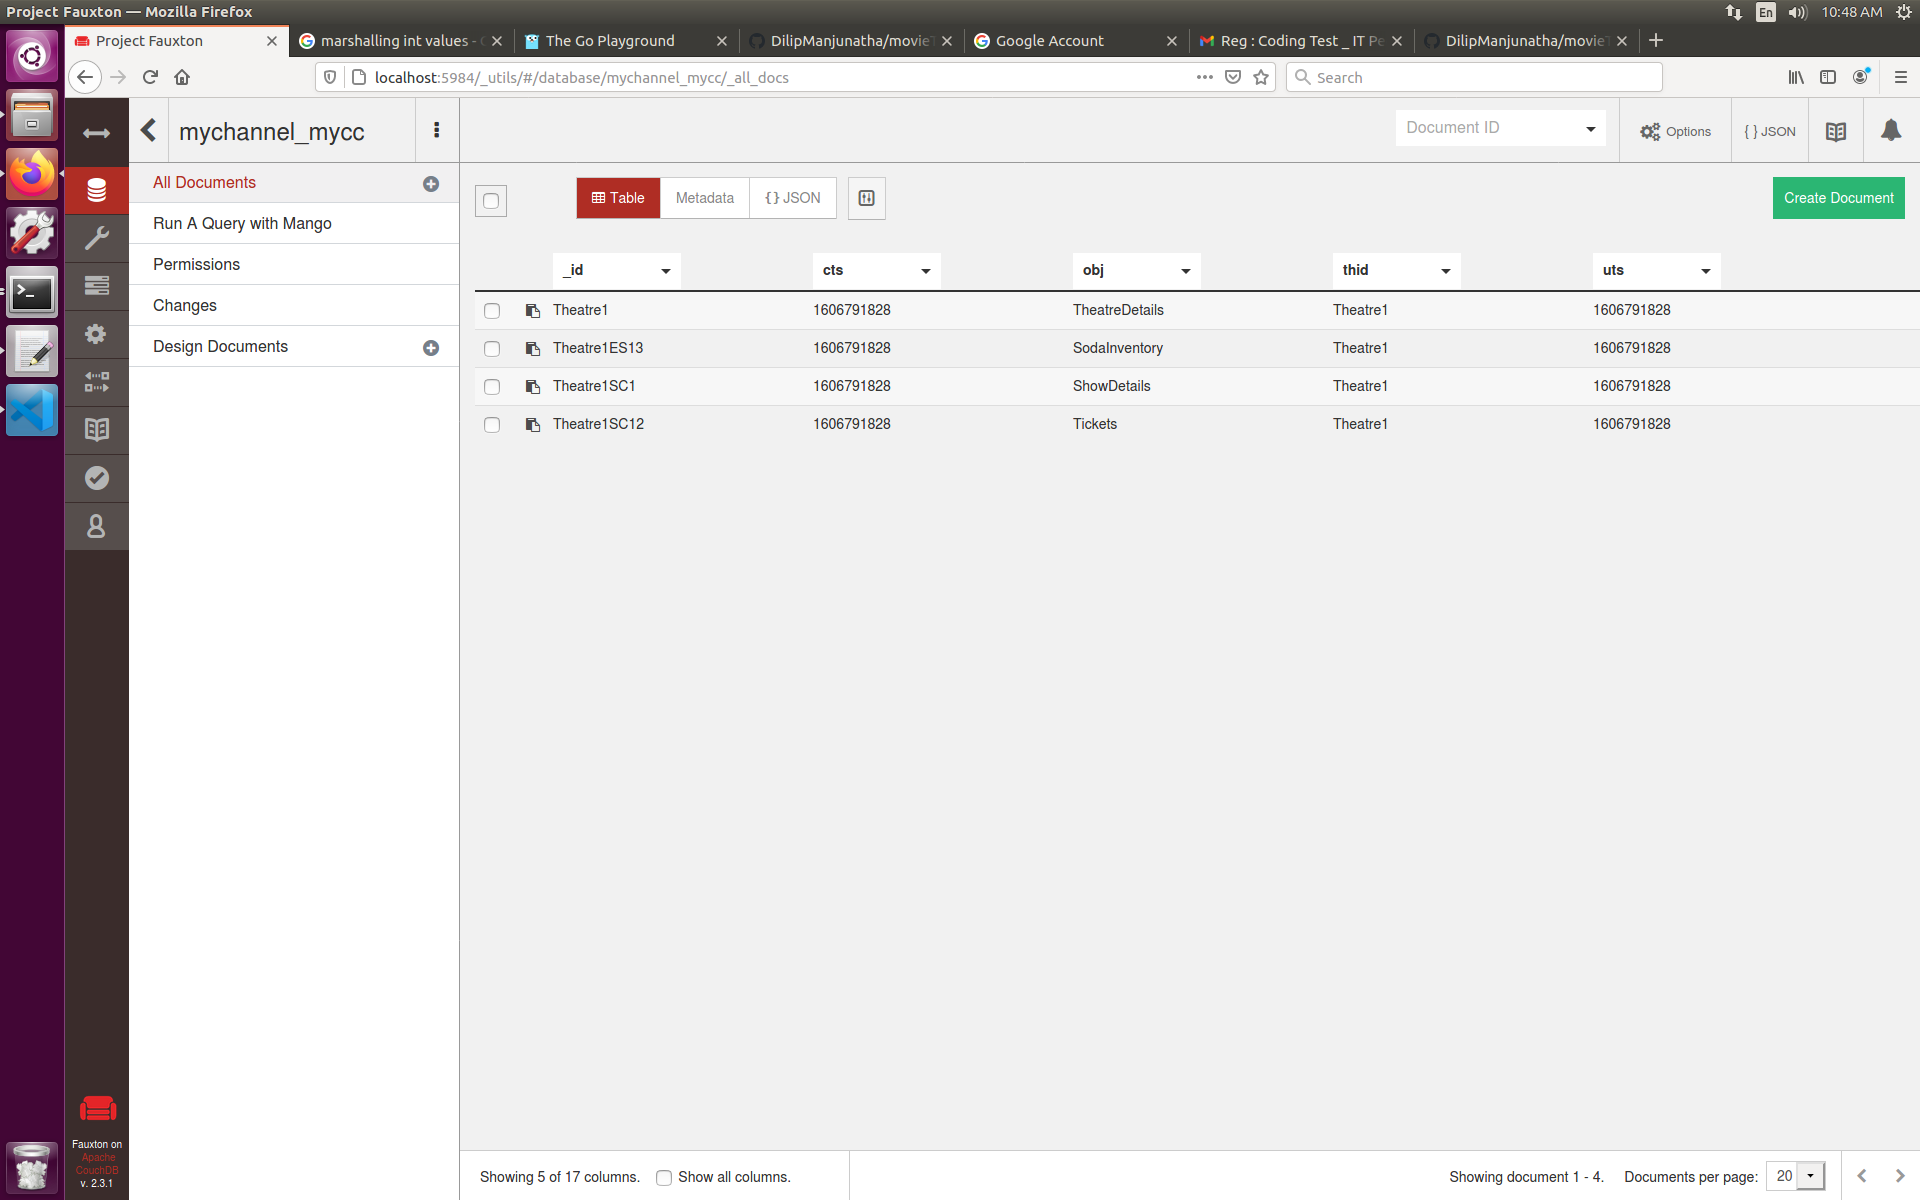 Project Fauxton — Mozilla Firefox
En
10:48 AM
Project Fauxton
marshalling int values -
The Go Playground
DilipManjunatha/movie
Google Account
Reg : Coding Test _ IT Pe
DilipManjunatha/movie
localhost:5984/_utils/#/database/mychannel_mycc/_all_docs
Search
mychannel_mycc
Document ID
Options
{ } JSON
All Documents
Run A Query with Mango
Permissions
Changes
Design Documents
Table
Metadata
{ } JSON
Create Document
_id cts obj thid uts
Theatre1 1606791828 TheatreDetails Theatre1 1606791828
Theatre1ES13 1606791828 SodaInventory Theatre1 1606791828
Theatre1SC1 1606791828 ShowDetails Theatre1 1606791828
Theatre1SC12 1606791828 Tickets Theatre1 1606791828
Fauxton on
Apache
CouchDB
v. 2.3.1
Showing 5 of 17 columns.
Show all columns.
Showing document 1 - 4.
Documents per page:
20